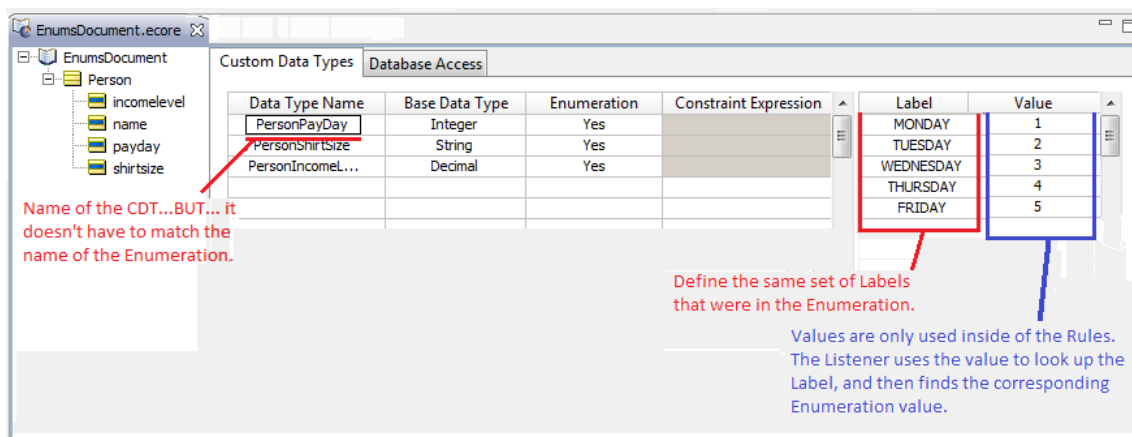 EnumsDocument.ecore
EnumsDocument
Person
incomelevel
name
payday
shirtsize
Custom Data Types
Database Access
Data Type Name Base Data Type Enumeration Constraint Expression
PersonPayDay Integer Yes
PersonShirtSize String Yes
PersonIncomeL... Decimal Yes
Label Value
MONDAY 1
TUESDAY 2
WEDNESDAY 3
THURSDAY 4
FRIDAY 5
Name of the CDT...BUT... it
doesn't have to match the
name of the Enumeration.
Define the same set of Labels
that were in the Enumeration.
Values are only used inside of the Rules.
The Listener uses the value to look up the
Label, and then finds the corresponding
Enumeration value.